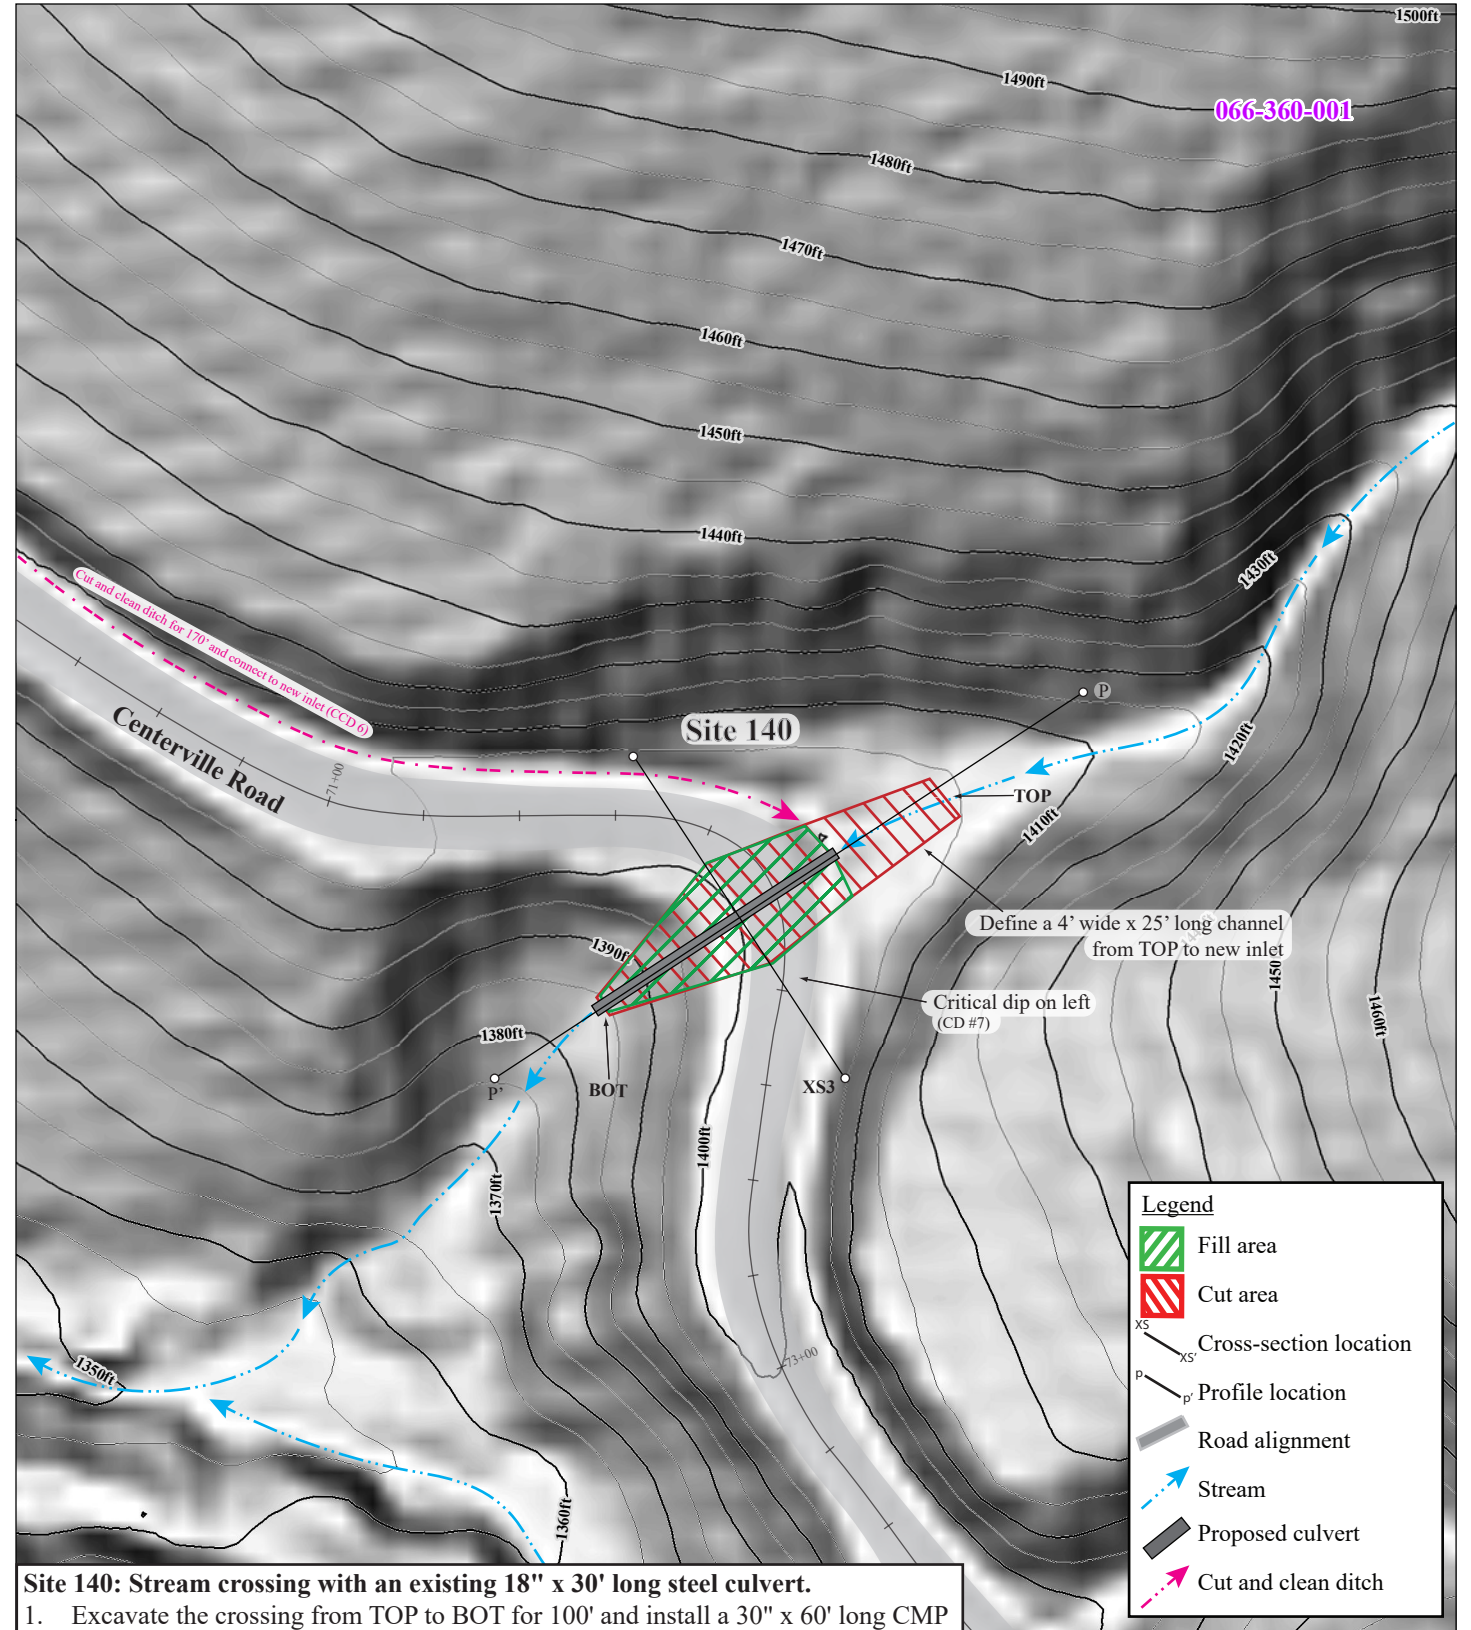 1500ft
1490ft
066-360-001
1480ft
1470ft
1460ft
1450ft
1440ft
1430ft
Cut and clean ditch for 170' and connect to new inlet (CCD 6)
Centerville Road
71+00
Site 140
P
1420ft
TOP
1410ft
Define a 4' wide x 25' long channel
from TOP to new inlet
1390ft
1450
1460ft
Critical dip on left
(CD #7)
1380ft
P'
BOT
XS3
1400ft
1370ft
73+00
1350ft
1360ft
Legend
Fill area
Cut area
XS
XS'
Cross-section location
P
P'
Profile location
Road alignment
Stream
Proposed culvert
Cut and clean ditch
Site 140: Stream crossing with an existing 18" x 30' long steel culvert.
1. Excavate the crossing from TOP to BOT for 100' and install a 30" x 60' long CMP